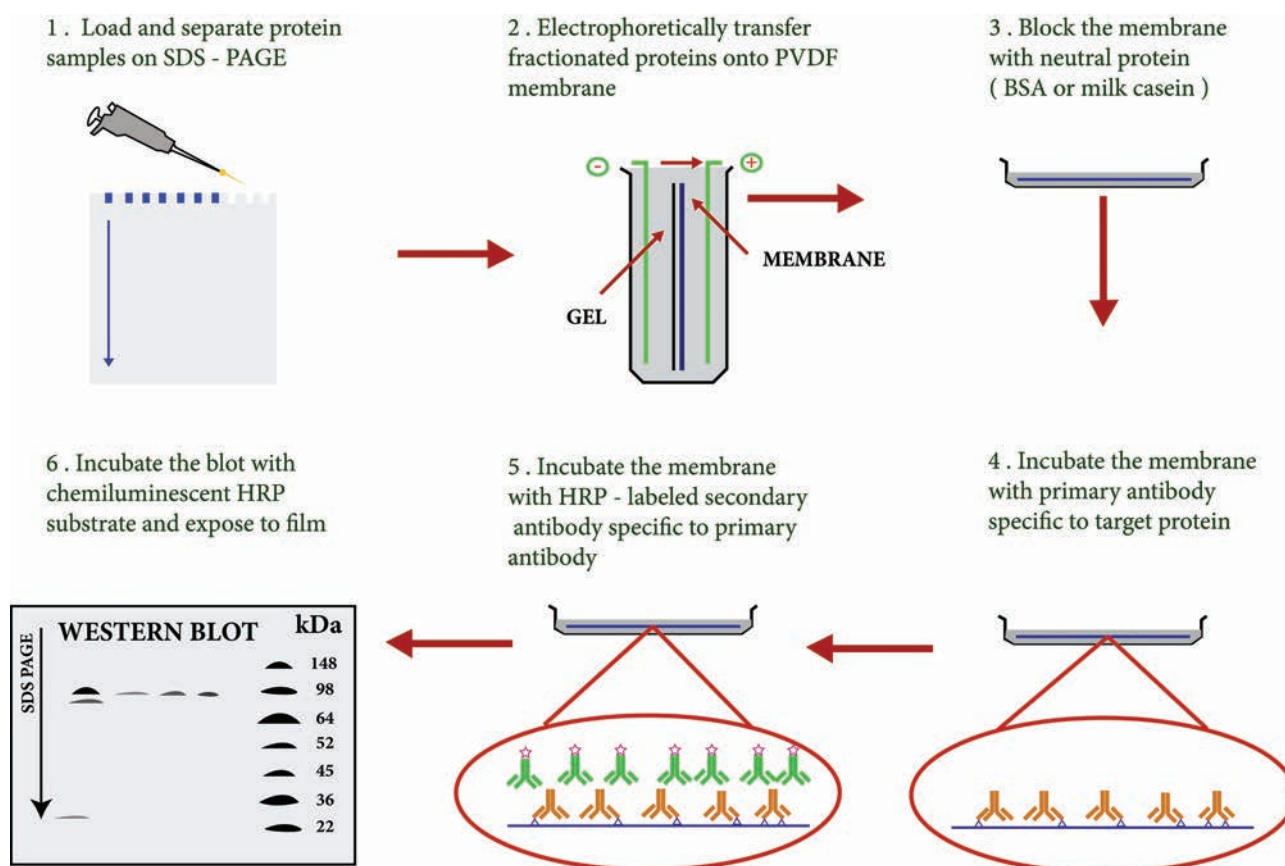 1 . Load and separate protein
samples on SDS - PAGE
2 . Electrophoretically transfer
fractionated proteins onto PVDF
membrane
-
+
MEMBRANE
GEL
3 . Block the membrane
with neutral protein
( BSA or milk casein )
4 . Incubate the membrane
with primary antibody
specific to target protein
5 . Incubate the membrane
with HRP - labeled secondary
antibody specific to primary
antibody
6 . Incubate the blot with
chemiluminescent HRP
substrate and expose to film
WESTERN BLOT
kDa
SDS PAGE
148
98
64
52
45
36
22